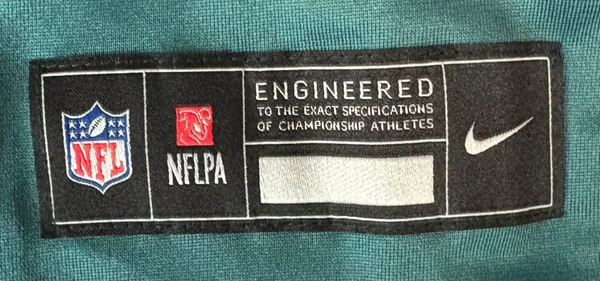 NFL
NFLPA
ENGINEERED
TO THE EXACT SPECIFICATIONS
OF CHAMPIONSHIP ATHLETES